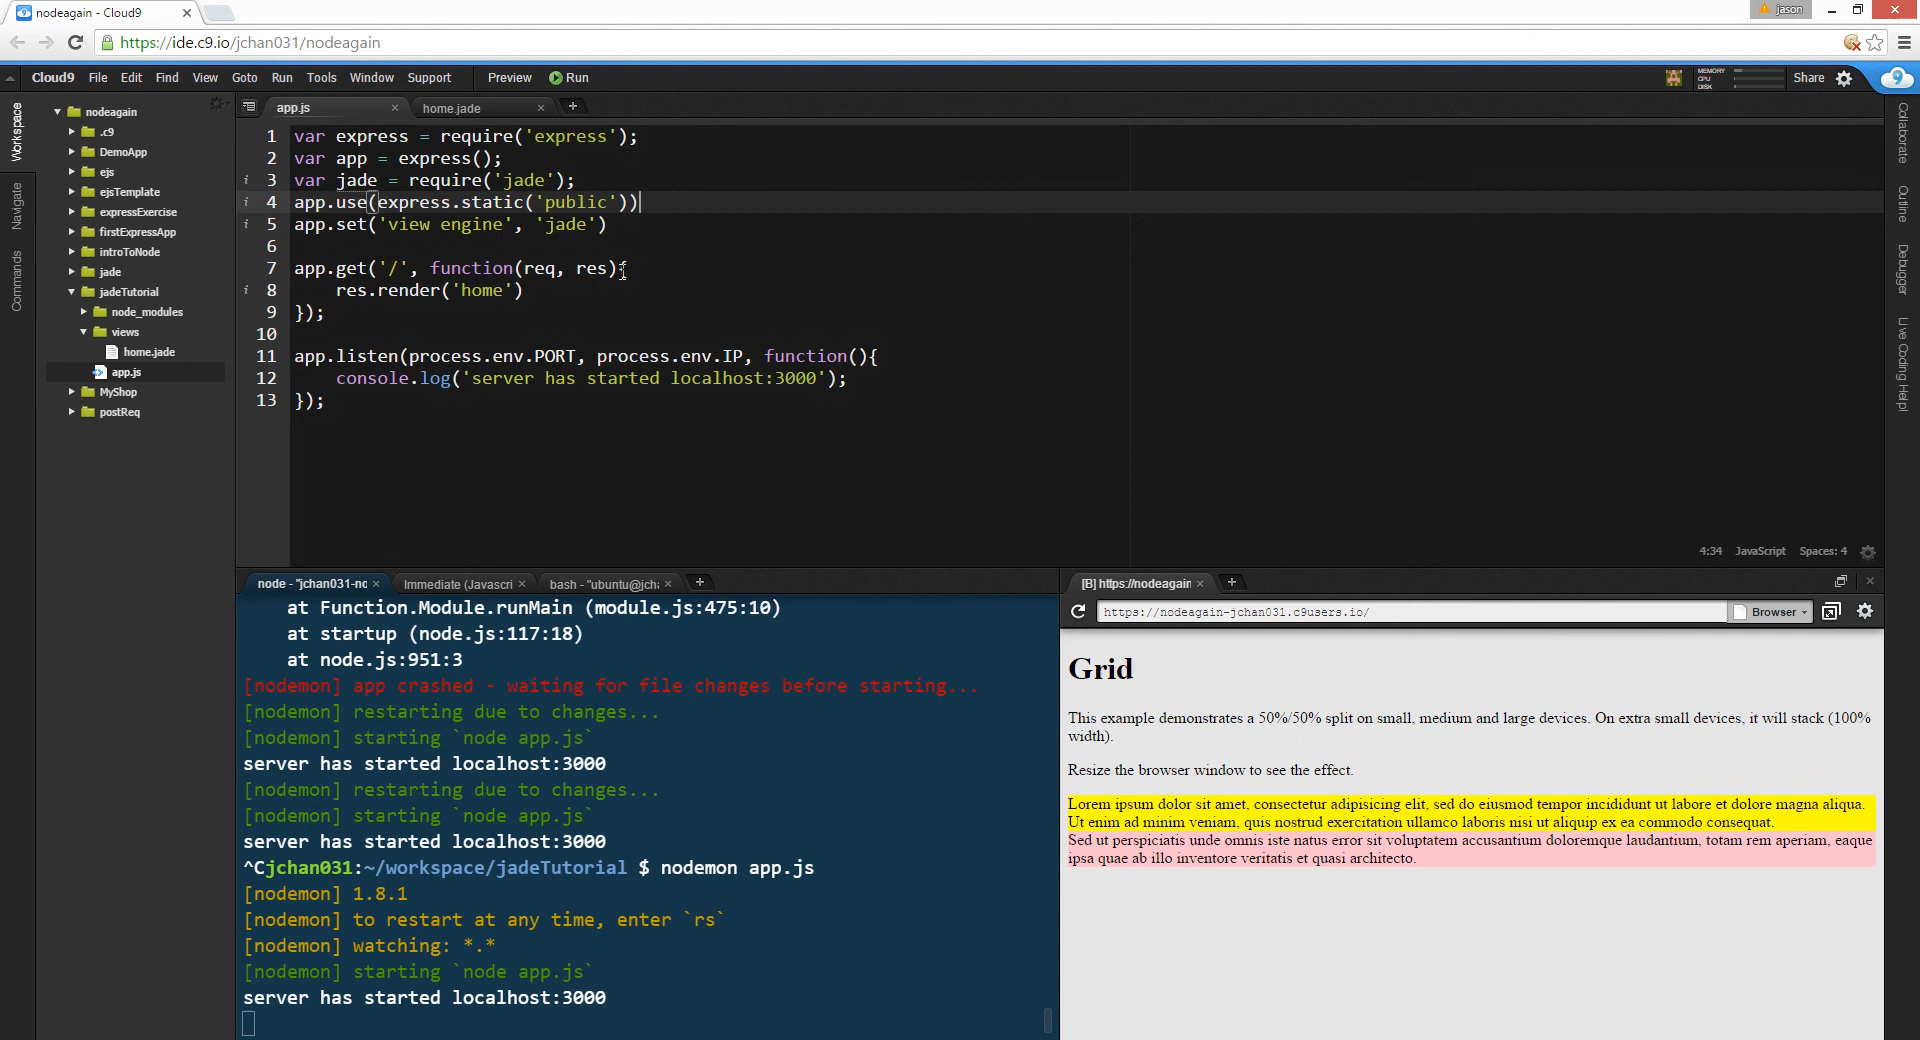 nodeagain - Cloud9
jason
https://ide.c9.io/jchan031/nodeagain
Cloud9 File Edit Find View Goto Run Tools Window Support Preview Run
MEMORY
CPU
DISK
Share
Workspace
Navigate
Commands
nodeagain
.c9
DemoApp
ejs
ejsTemplate
expressExercise
firstExpressApp
introToNode
jade
jadeTutorial
node_modules
views
home.jade
app.js
MyShop
postReq
app.js home.jade
1 var express = require('express');
2 var app = express();
3 var jade = require('jade');
4 app.use(express.static('public'))
5 app.set('view engine', 'jade')
6
7 app.get('/', function(req, res){
8 res.render('home')
9 });
10
11 app.listen(process.env.PORT, process.env.IP, function(){
12 console.log('server has started localhost:3000');
13 });
4:34 JavaScript Spaces: 4
Collaborate
Outline
Debugger
Live Coding Help!
node - "jchan031-no Immediate (Javascri bash - "ubuntu@jcha
at Function.Module.runMain (module.js:475:10)
at startup (node.js:117:18)
at node.js:951:3
[nodemon] app crashed - waiting for file changes before starting...
[nodemon] restarting due to changes...
[nodemon] starting `node app.js`
server has started localhost:3000
[nodemon] restarting due to changes...
[nodemon] starting `node app.js`
server has started localhost:3000
^Cjchan031:~/workspace/jadeTutorial $ nodemon app.js
[nodemon] 1.8.1
[nodemon] to restart at any time, enter `rs`
[nodemon] watching: *.*
[nodemon] starting `node app.js`
server has started localhost:3000
[B] https://nodeagain
https://nodeagain-jchan031.c9users.io/
Browser
Grid
This example demonstrates a 50%/50% split on small, medium and large devices. On extra small devices, it will stack (100%
width).
Resize the browser window to see the effect.
Lorem ipsum dolor sit amet, consectetur adipisicing elit, sed do eiusmod tempor incididunt ut labore et dolore magna aliqua.
Ut enim ad minim veniam, quis nostrud exercitation ullamco laboris nisi ut aliquip ex ea commodo consequat.
Sed ut perspiciatis unde omnis iste natus error sit voluptatem accusantium doloremque laudantium, totam rem aperiam, eaque
ipsa quae ab illo inventore veritatis et quasi architecto.